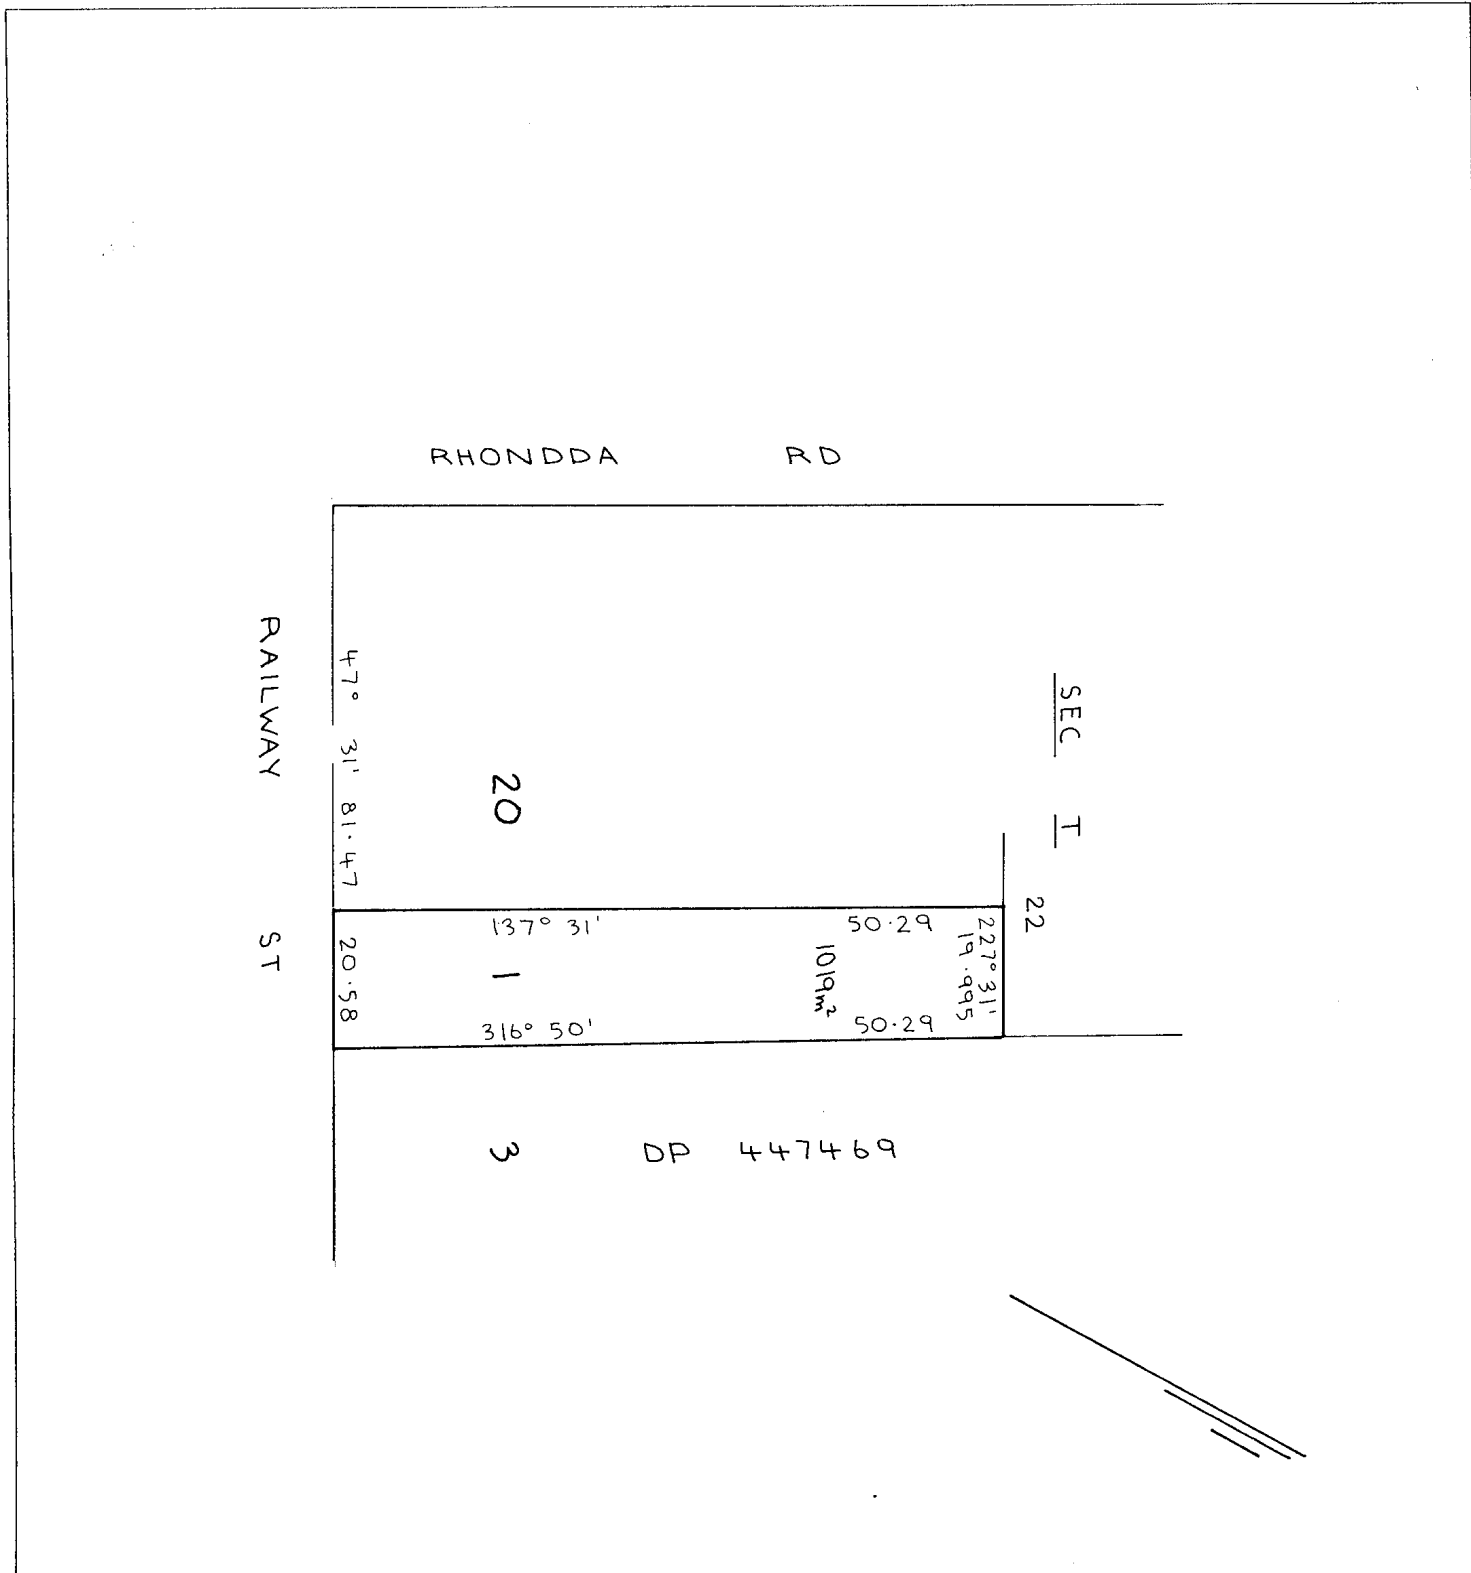 RHONDDA RD
RAILWAY ST
47° 31' 81.47
20
SEC T
22
137° 31' 50.29
227° 31'
19.995
1019m²
1
20.58
316° 50' 50.29
3 DP 447469